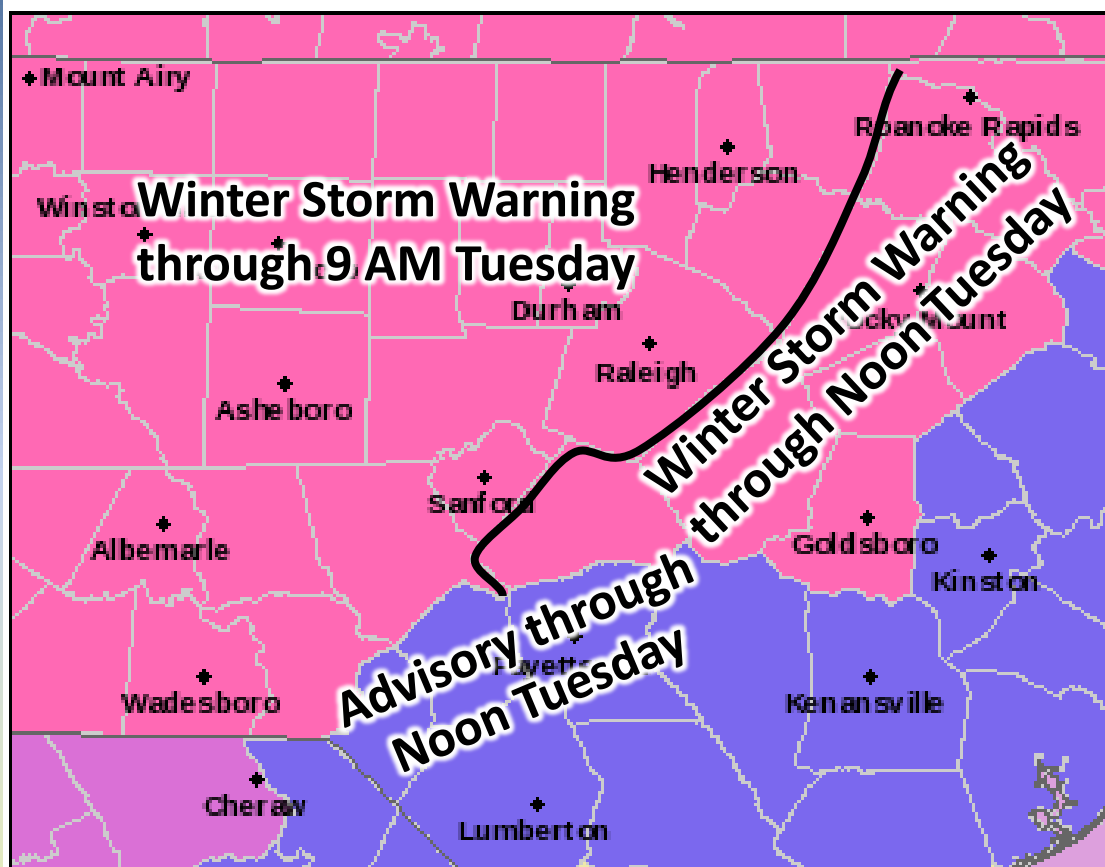 Mount Airy
Roanoke Rapids
Henderson
Winter Storm Warning
through 9 AM Tuesday
Durham
Winter Storm Warning
through Noon Tuesday
Mount
Raleigh
Asheboro
Sanford
Albemarle
Goldsboro
Kinston
Advisory through
Noon Tuesday
Wadesboro
Kenansville
Cheraw
Lumberton